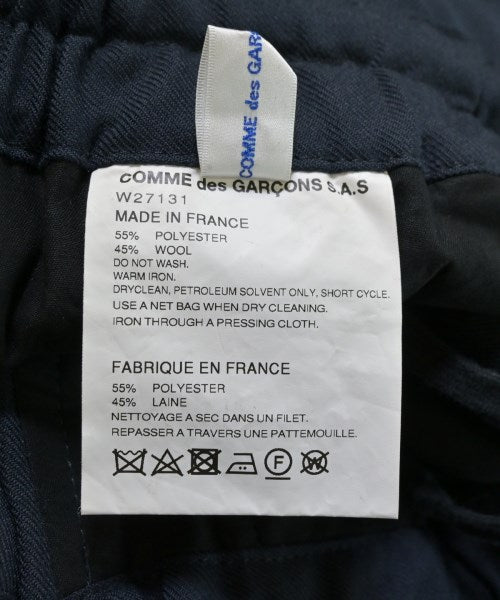 COMME des GAR
COMME des GARÇONS S.A.S
W27131
MADE IN FRANCE
55% POLYESTER
45% WOOL
DO NOT WASH.
WARM IRON.
DRYCLEAN, PETROLEUM SOLVENT ONLY, SHORT CYCLE.
USE A NET BAG WHEN DRY CLEANING.
IRON THROUGH A PRESSING CLOTH.
FABRIQUE EN FRANCE
55% POLYESTER
45% LAINE
NETTOYAGE A SEC DANS UN FILET.
REPASSER A TRAVERS UNE PATTEMOUILLE.
F W